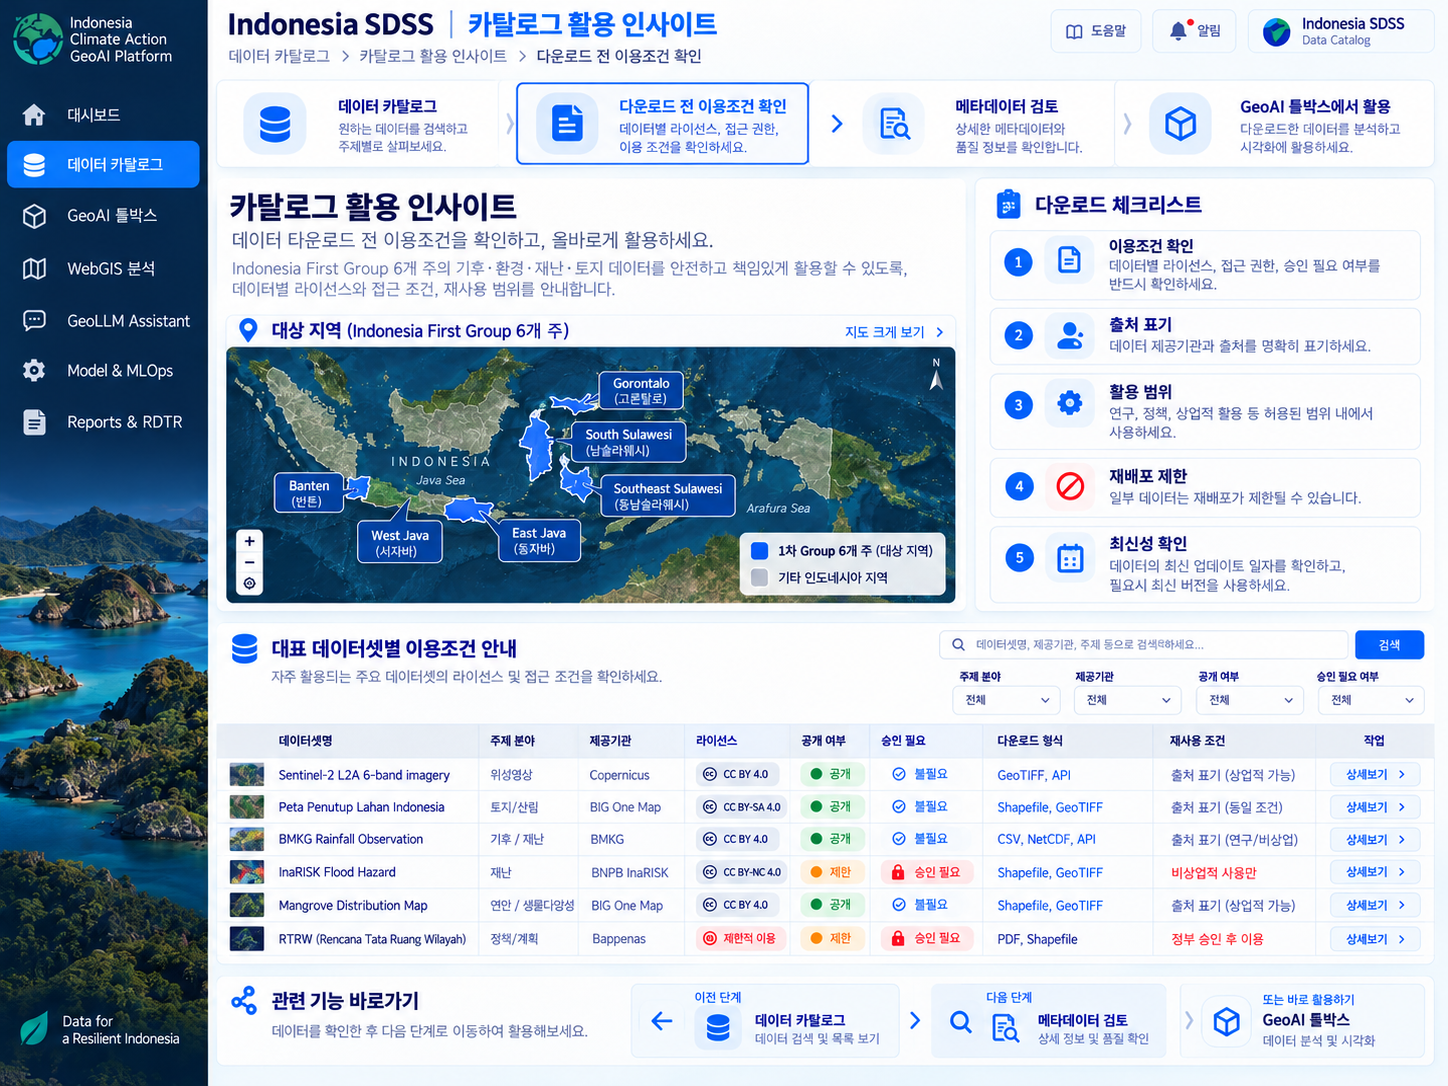 Indonesia
Climate Action
GeoAI Platform
대시보드
데이터 카탈로그
GeoAI 툴박스
WebGIS 분석
GeoLLM Assistant
Model & MLOps
Reports & RDTR
Data for
a Resilient Indonesia
Indonesia SDSS | 카탈로그 활용 인사이트
데이터 카탈로그 > 카탈로그 활용 인사이트 > 다운로드 전 이용조건 확인
도움말
알림
Indonesia SDSS
Data Catalog
데이터 카탈로그
원하는 데이터를 검색하고
주제별로 살펴보세요.
다운로드 전 이용조건 확인
데이터별 라이선스, 접근 권한,
이용 조건을 확인하세요.
메타데이터 검토
상세한 메타데이터와
품질 정보를 확인합니다.
GeoAI 툴박스에서 활용
다운로드한 데이터를 분석하고
시각화에 활용하세요.
카탈로그 활용 인사이트
데이터 타운로드 전 이용조건을 확인하고, 올바르게 활용하세요.
Indonesia First Group 6개 주의 기후·환경·재난·토지 데이터를 안전하고 책임있게 활용할 수 있도록,
데이터별 라이선스와 접근 조건, 재사용 범위를 안내합니다.
대상 지역 (Indonesia First Group 6개 주)
지도 크게 보기 >
N
Gorontalo
(고론탈로)
South Sulawesi
(남슬라웨시)
INDONESIA
Java Sea
Banten
(번튼)
Southeast Sulawesi
(동남슬라웨시)
Arafura Sea
West Java
(서자바)
East Java
(동자바)
+
−
1차 Group 6개 주 (대상 지역)
기타 인도네시아 지역
다운로드 체크리스트
1
이용조건 확인
데이터별 라이선스, 접근 권한, 승인 필요 여부를
반드시 확인하세요.
2
출처 표기
데이터 제공기관과 출처를 명확히 표기하세요.
3
활용 범위
연구, 정책, 상업적 활용 등 허용된 범위 내에서
사용하세요.
4
재배포 제한
일부 데이터는 재배포가 제한될 수 있습니다.
5
최신성 확인
데이터의 최신 업데이트 일자를 확인하고,
필요시 최신 버전을 사용하세요.
대표 데이터셋별 이용조건 안내
자주 활용되는 주요 데이터셋의 라이선스 및 접근 조건을 확인하세요.
데이터셋명, 제공기관, 주제 등으로 검색하세요...
검색
주제 분야 제공기관 공개 여부 승인 필요 여부
전체 전체 전체 전체
데이터셋명 주제 분야 제공기관 라이선스 공개 여부 승인 필요 다운로드 형식 재사용 조건 작업
Sentinel-2 L2A 6-band imagery 위성영상 Copernicus CC BY 4.0 공개 불필요 GeoTIFF, API 출처 표기 (상업적 가능) 상세보기 >
Peta Penutup Lahan Indonesia 토지/산림 BIG One Map CC BY-SA 4.0 공개 불필요 Shapefile, GeoTIFF 출처 표기 (동일 조건) 상세보기 >
BMKG Rainfall Observation 기후 / 재난 BMKG CC BY 4.0 공개 불필요 CSV, NetCDF, API 출처 표기 (연구/비상업) 상세보기 >
InaRISK Flood Hazard 재난 BNPB InaRISK CC BY-NC 4.0 제한 승인 필요 Shapefile, GeoTIFF 비상업적 사용만 상세보기 >
Mangrove Distribution Map 연안 / 생물다양성 BIG One Map CC BY 4.0 공개 불필요 Shapefile, GeoTIFF 출처 표기 (상업적 가능) 상세보기 >
RTRW (Rencana Tata Ruang Wilayah) 정책/계획 Bappenas 제한적 이용 제한 승인 필요 PDF, Shapefile 정부 승인 후 이용 상세보기 >
관련 기능 바로가기
데이터를 확인한 후 다음 단계로 이동하여 활용해보세요.
이전 단계
데이터 카탈로그
데이터 검색 및 목록 보기
다음 단계
메타데이터 검토
상세 정보 및 품질 확인
또는 바로 활용하기
GeoAI 툴박스
데이터 분석 및 시각화